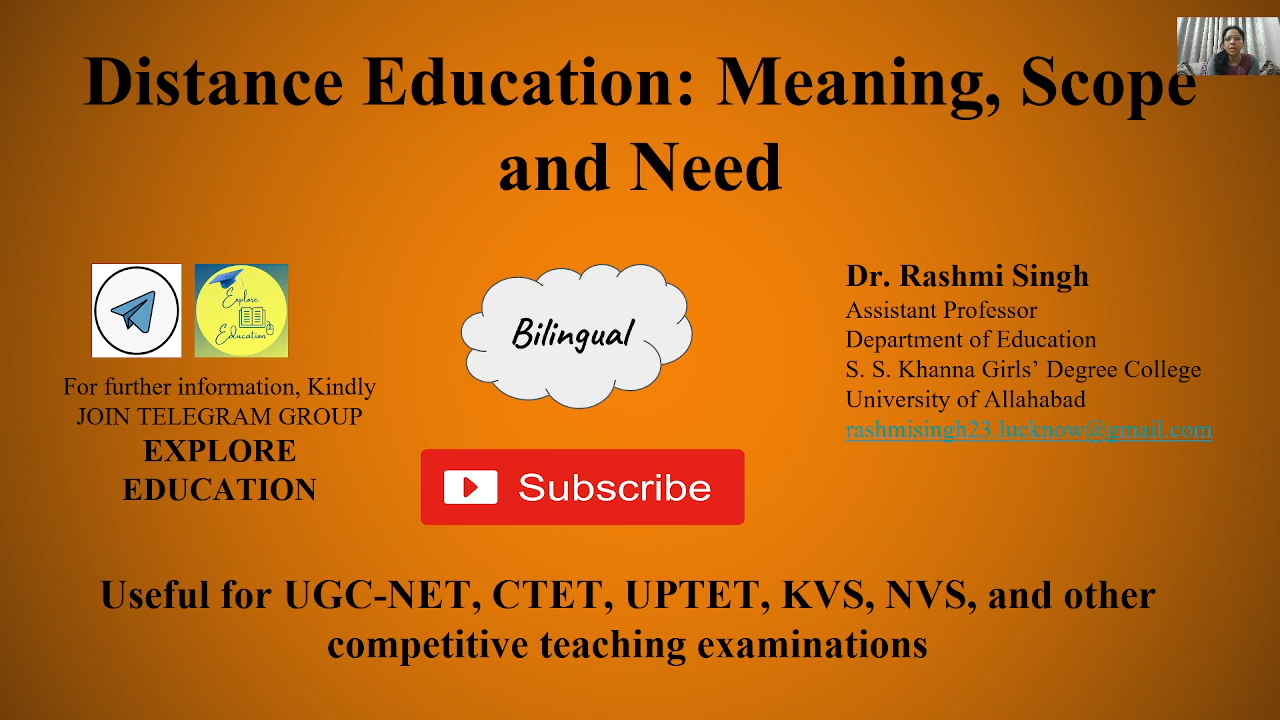 Distance Education: Meaning, Scope
and Need
Explore
Education
For further information, Kindly
JOIN TELEGRAM GROUP
EXPLORE
EDUCATION
Bilingual
Subscribe
Dr. Rashmi Singh
Assistant Professor
Department of Education
S. S. Khanna Girls’ Degree College
University of Allahabad
rashmisingh23.lucknow@gmail.com
Useful for UGC-NET, CTET, UPTET, KVS, NVS, and other
competitive teaching examinations